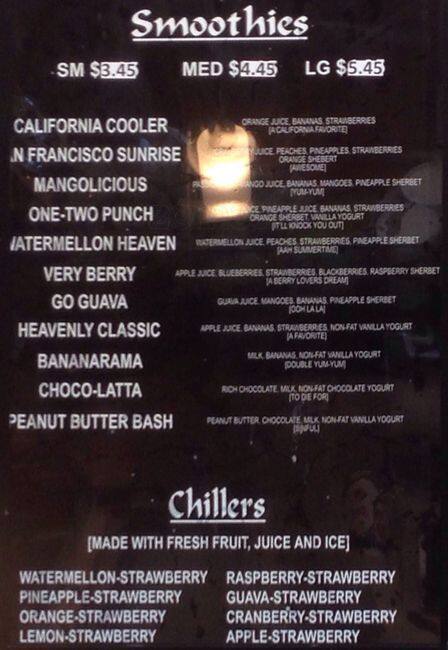 Smoothies
SM $3.45 MED $4.45 LG $5.45
CALIFORNIA COOLER ORANGE JUICE, BANANAS, STRAWBERRIES
[A CALIFORNIA FAVORITE]
N FRANCISCO SUNRISE JUICE, PEACHES, PINEAPPLES, STRAWBERRIES
ORANGE SHEBERT
[AWESOME]
MANGOLICIOUS MANGO JUICE, BANANAS, MANGOES, PINEAPPLE SHERBET
[YUM-YUM]
ONE-TWO PUNCH PINEAPPLE JUICE, BANANAS, STRAWBERRIES
ORANGE SHERBET, VANILLA YOGURT
[IT'LL KNOCK YOU OUT]
WATERMELLON HEAVEN WATERMELLON JUICE, PEACHES, STRAWBERRIES, PINEAPPLE SHERBET
[AAH SUMMERTIME]
VERY BERRY APPLE JUICE, BLUEBERRIES, STRAWBERRIES, BLACKBERRIES, RASPBERRY SHERBET
[A BERRY LOVERS DREAM]
GO GUAVA GUAVA JUICE, MANGOES, BANANAS, PINEAPPLE SHERBET
[OOH LA LA]
HEAVENLY CLASSIC APPLE JUICE, BANANAS, STRAWBERRIES, NON-FAT VANILLA YOGURT
[A FAVORITE]
BANANARAMA MILK, BANANAS, NON-FAT VANILLA YOGURT
[DOUBLE YUM-YUM]
CHOCO-LATTA RICH CHOCOLATE, MILK, NON-FAT CHOCOLATE YOGURT
[TO DIE FOR]
PEANUT BUTTER BASH PEANUT BUTTER, CHOCOLATE, MILK, NON-FAT VANILLA YOGURT
[SINFUL]
Chillers
[MADE WITH FRESH FRUIT, JUICE AND ICE]
WATERMELLON-STRAWBERRY RASPBERRY-STRAWBERRY
PINEAPPLE-STRAWBERRY GUAVA-STRAWBERRY
ORANGE-STRAWBERRY CRANBERRY-STRAWBERRY
LEMON-STRAWBERRY APPLE-STRAWBERRY